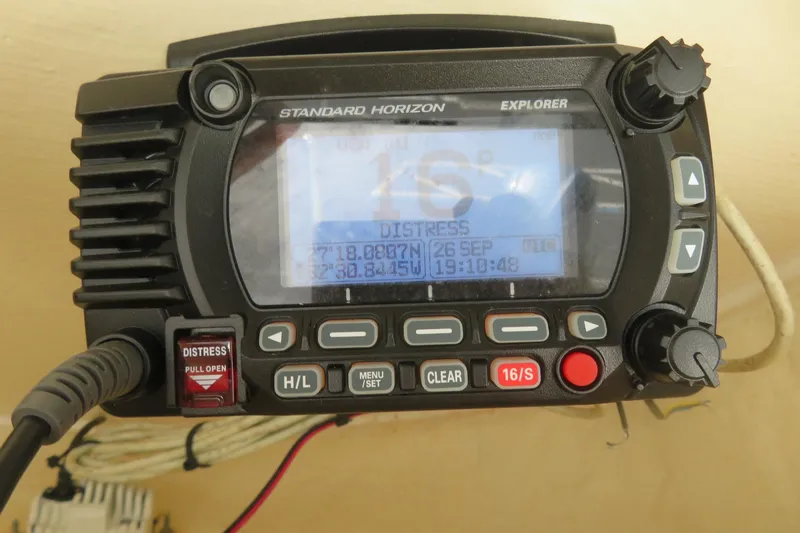 STANDARD HORIZON EXPLORER
16
DISTRESS
27°18.0807N 26 SEP UTC
82°30.8445W 19:10:48
DISTRESS
PULL OPEN
H/L MENU CLEAR 16/S
/SET